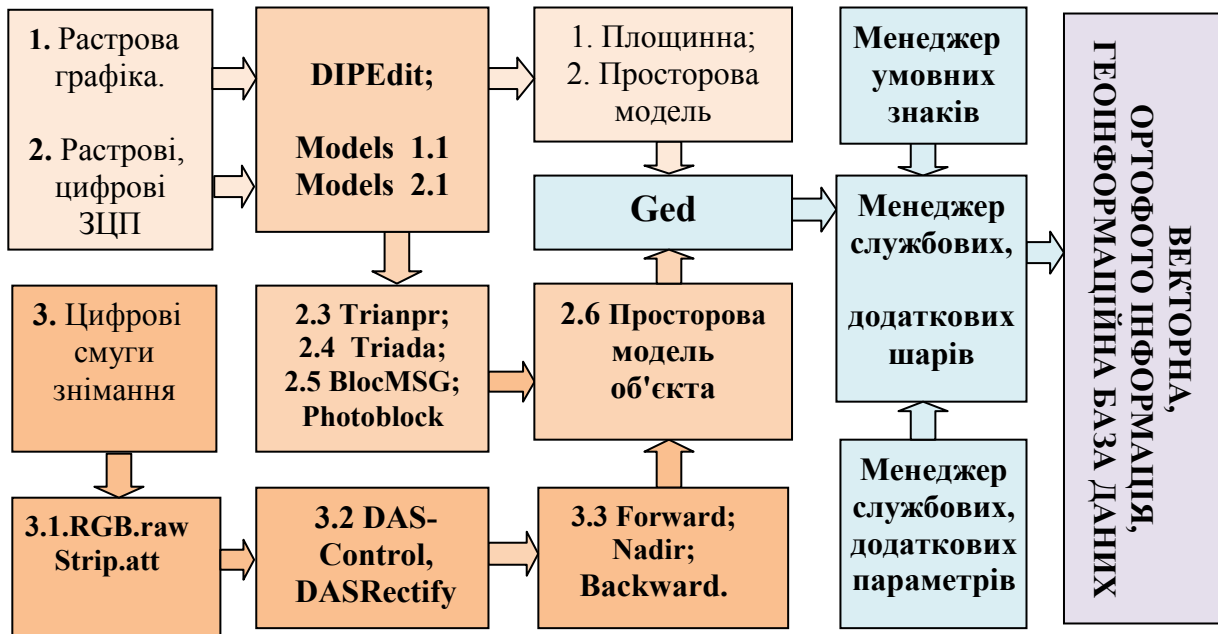 1. Растрова
графіка.
2. Растрові,
цифрові
ЗЦП
DIPEdit;
Models 1.1
Models 2.1
1. Площинна;
2. Просторова
модель
Менеджер
умовних
знаків
Ged
Менеджер
службових,
додаткових
шарів
3. Цифрові
смуги
знімання
2.3 Trianpr;
2.4 Triada;
2.5 BlocMSG;
Photoblock
2.6 Просторова
модель
об'єкта
3.1.RGB.raw
Strip.att
3.2 DAS-
Control,
DASRectify
3.3 Forward;
Nadir;
Backward.
Менеджер
службових,
додаткових
параметрів
ВЕКТОРНА,
ОРТОФОТО ІНФОРМАЦІЯ,
ГЕОІНФОРМАЦІЙНА БАЗА ДАНИХ